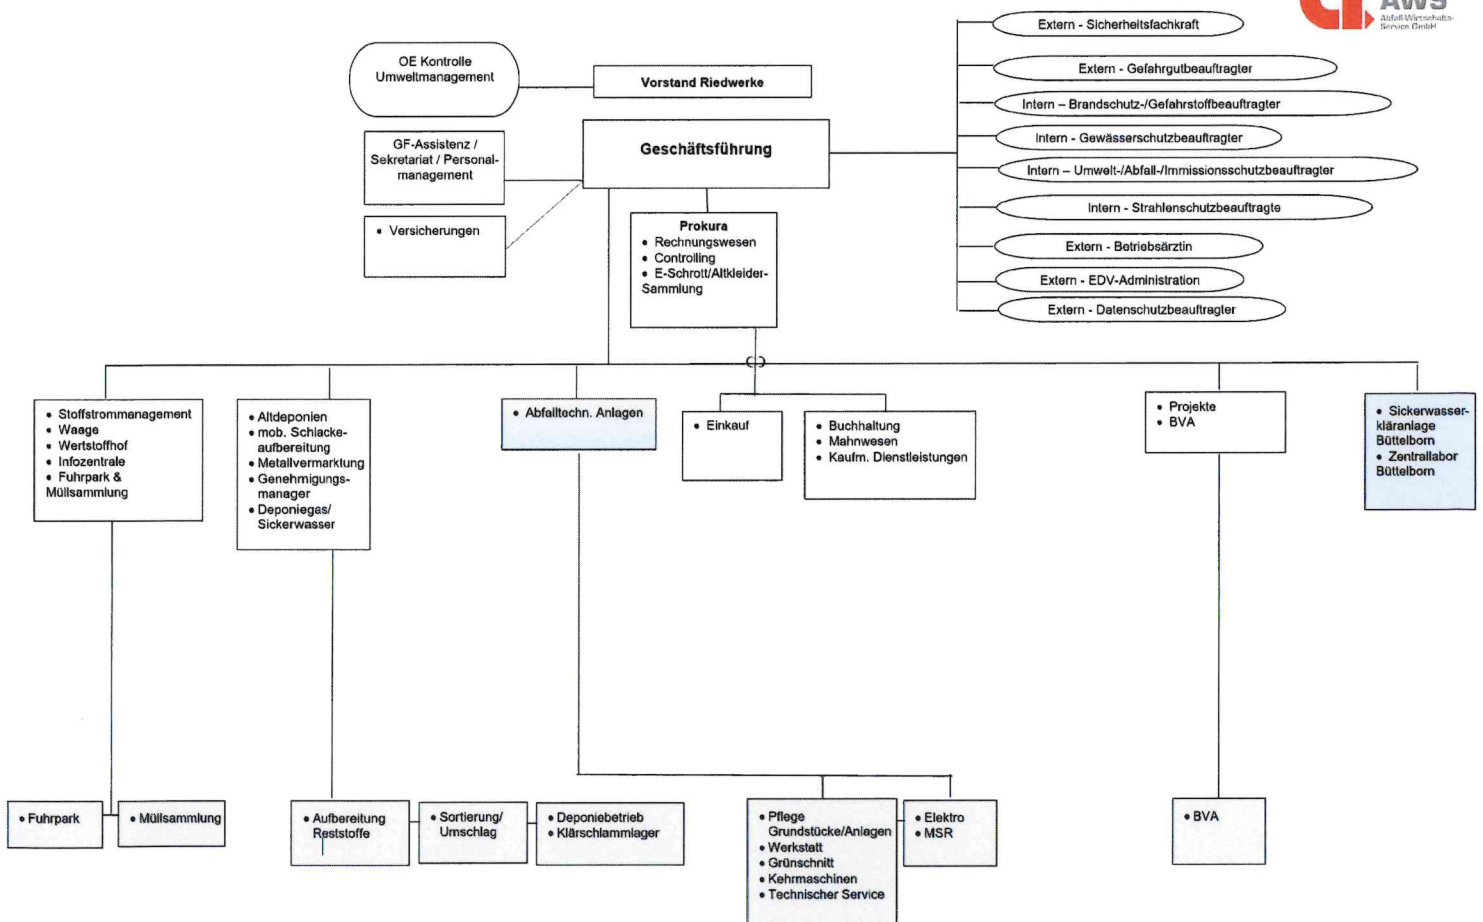 AWS
Abfall-Wirtschafts-
Service GmbH
OE Kontrolle
Umweltmanagement
Vorstand Riedwerke
GF-Assistenz /
Sekretariat / Personal-
management
Geschäftsführung
• Versicherungen
Prokura
• Rechnungswesen
• Controlling
• E-Schrott/Altkleider-
Sammlung
Extern - Sicherheitsfachkraft
Extern - Gefahrgutbeauftragter
Intern – Brandschutz-/Gefahrstoffbeauftragter
Intern - Gewässerschutzbeauftragter
Intern – Umwelt-/Abfall-/Immissionsschutzbeauftragter
Intern - Strahlenschutzbeauftragte
Extern - Betriebsärztin
Extern - EDV-Administration
Extern - Datenschutzbeauftragter
• Stoffstrommanagement
• Waage
• Wertstoffhof
• Infozentrale
• Fuhrpark &
Müllsammlung
• Altdeponien
• mob. Schlacke-
aufbereitung
• Metallvermarktung
• Genehmigungs-
manager
• Deponiegas/
Sickerwasser
• Abfalltechn. Anlagen
• Einkauf
• Buchhaltung
• Mahnwesen
• Kaufm. Dienstleistungen
• Projekte
• BVA
• Sickerwasser-
kläranlage
Büttelborn
• Zentrallabor
Büttelborn
• Fuhrpark
• Müllsammlung
• Aufbereitung
Reststoffe
• Sortierung/
Umschlag
• Deponiebetrieb
• Klärschlammlager
• Pflege
Grundstücke/Anlagen
• Werkstatt
• Grünschnitt
• Kehrmaschinen
• Technischer Service
• Elektro
• MSR
• BVA